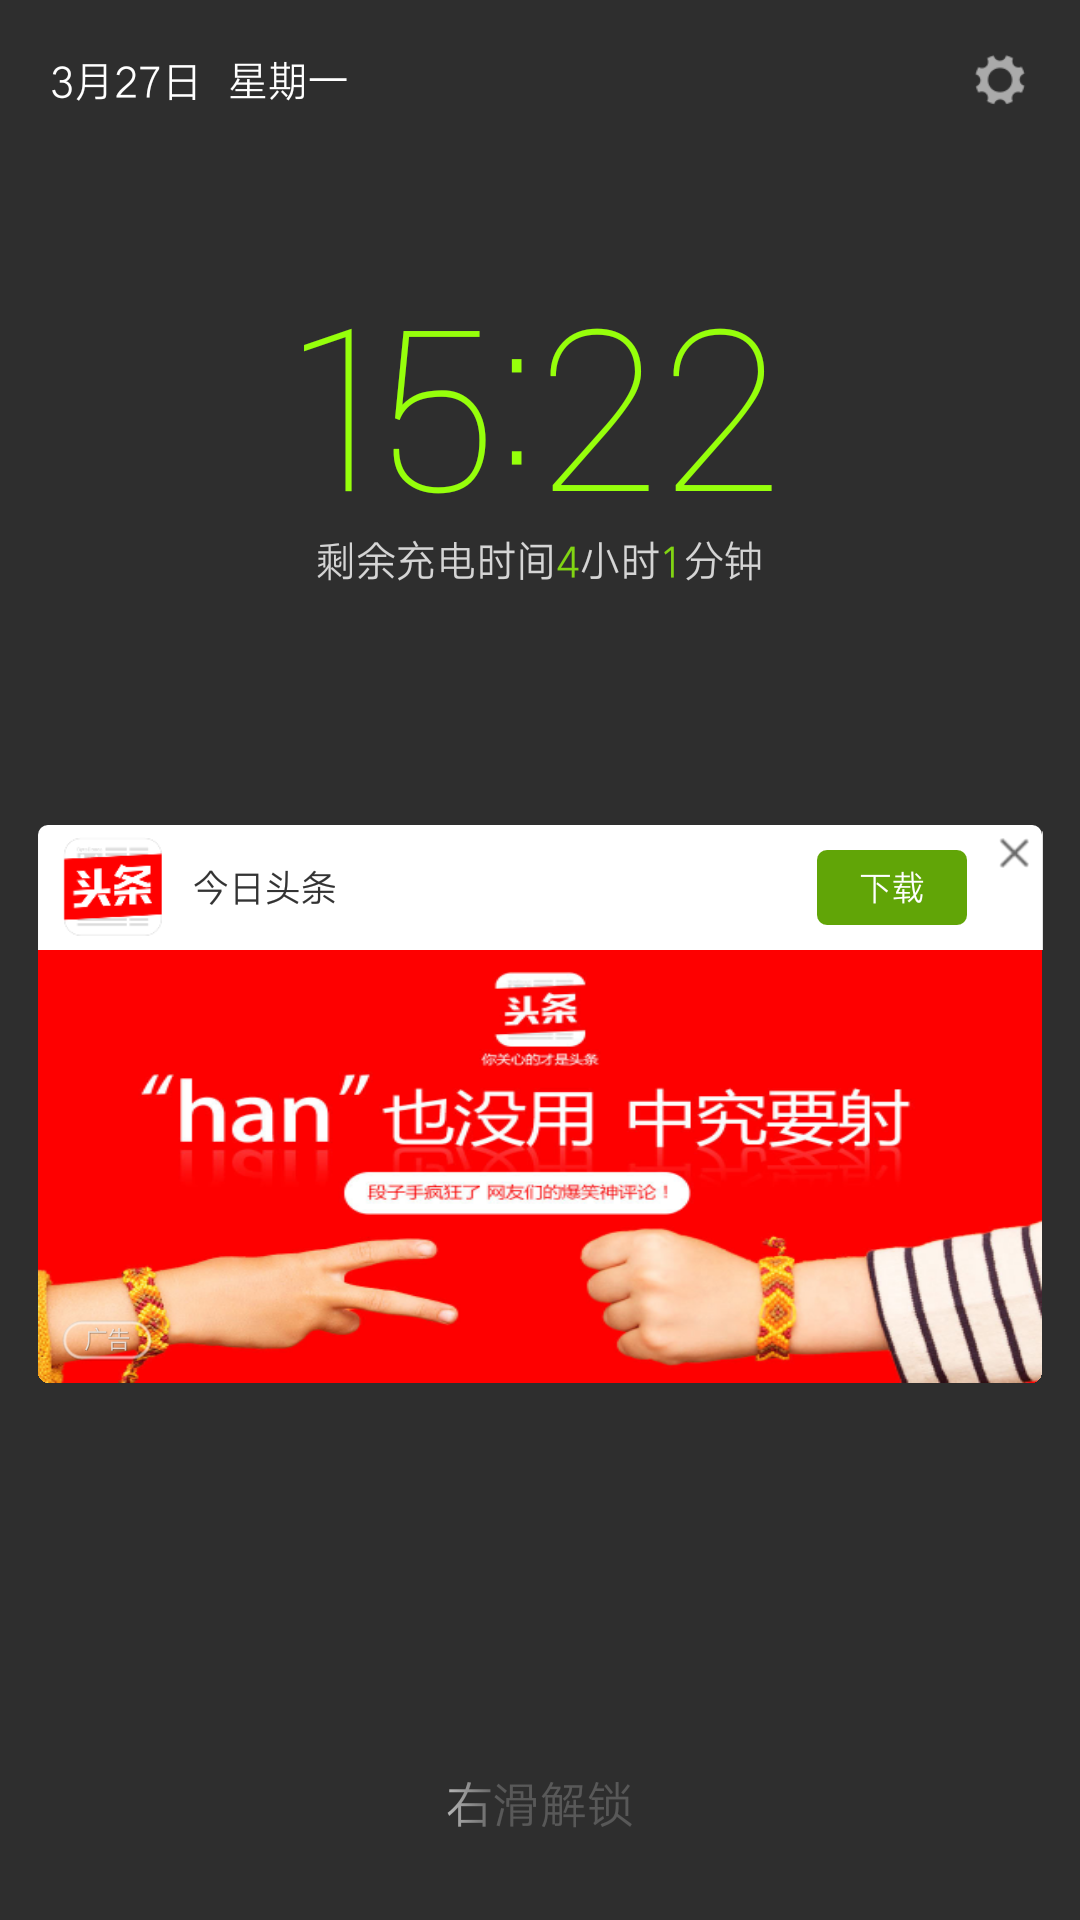 3月27日 星期一
15:22
剩余充电时间4小时1分钟
头条
今日头条
下载
头条
你关心的才是头条
“han”也没用 中究要射
段子手疯狂了 网友们的爆笑神评论！
广告
右滑解锁